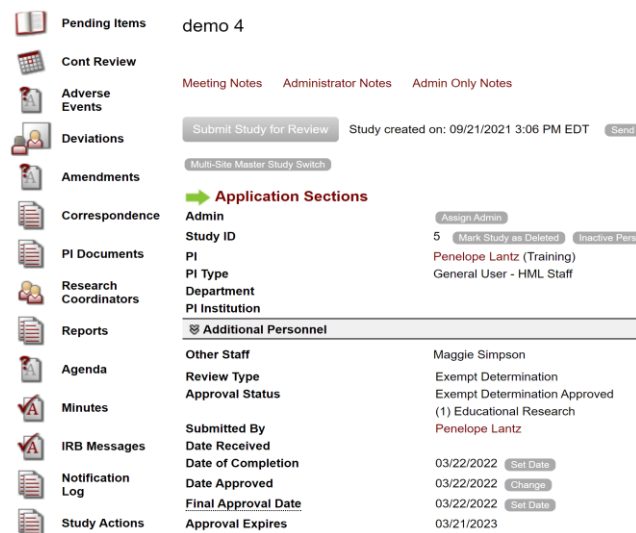 Pending Items
Cont Review
Adverse
Events
Deviations
Amendments
Correspondence
PI Documents
Research
Coordinators
Reports
Agenda
Minutes
IRB Messages
Notification
Log
Study Actions
demo 4
Meeting Notes Administrator Notes Admin Only Notes
Submit Study for Review Study created on: 09/21/2021 3:06 PM EDT Send
Multi-Site Master Study Switch
Application Sections
Admin Assign Admin
Study ID 5 Mark Study as Deleted Inactive Pers
PI Penelope Lantz (Training)
PI Type General User - HML Staff
Department
PI Institution
Additional Personnel
Other Staff Maggie Simpson
Review Type Exempt Determination
Approval Status Exempt Determination Approved
(1) Educational Research
Submitted By Penelope Lantz
Date Received
Date of Completion 03/22/2022 Set Date
Date Approved 03/22/2022 Change
Final Approval Date 03/22/2022 Set Date
Approval Expires 03/21/2023